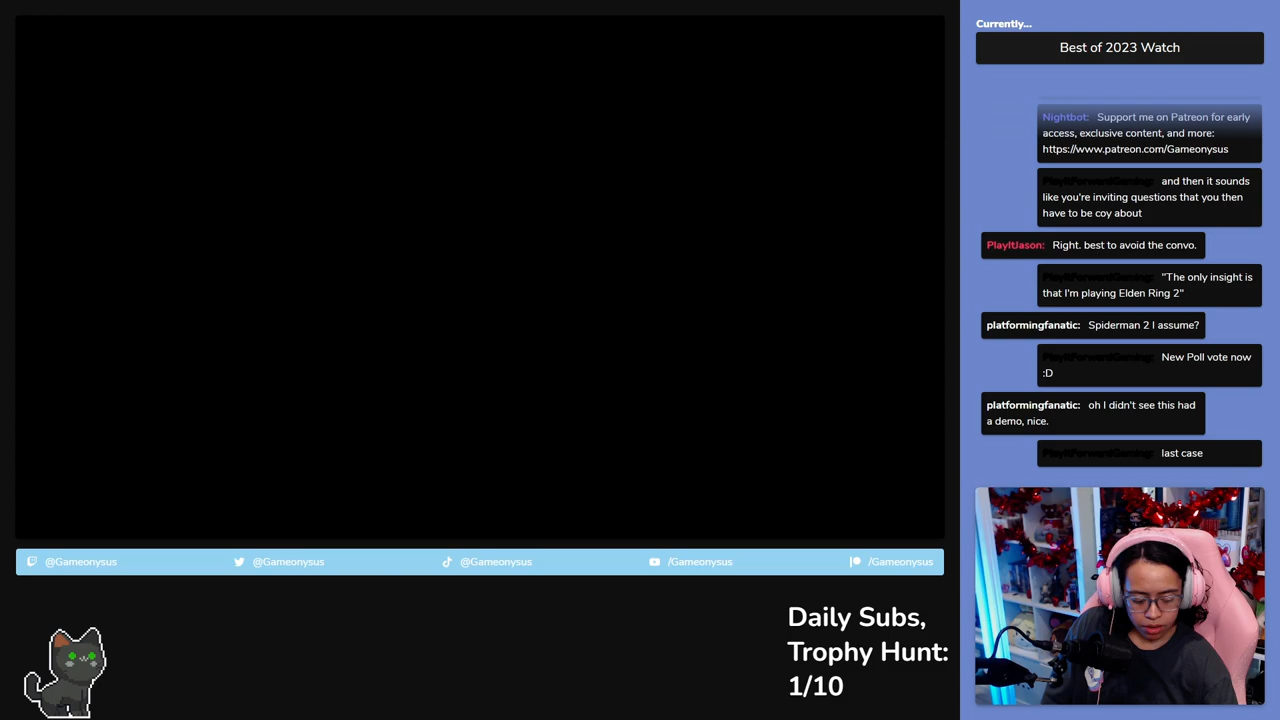 Currently...
Best of 2023 Watch
Nightbot: Support me on Patreon for early
access, exclusive content, and more:
https://www.patreon.com/Gameonysus
PlayItForwardGaming: and then it sounds
like you're inviting questions that you then
have to be coy about
PlayItJason: Right. best to avoid the convo.
PlayItForwardGaming: "The only insight is
that I'm playing Elden Ring 2"
platformingfanatic: Spiderman 2 I assume?
PlayItForwardGaming: New Poll vote now
:D
platformingfanatic: oh I didn't see this had
a demo, nice.
PlayItForwardGaming: last case
@Gameonysus
@Gameonysus
@Gameonysus
/Gameonysus
/Gameonysus
Daily Subs,
Trophy Hunt:
1/10